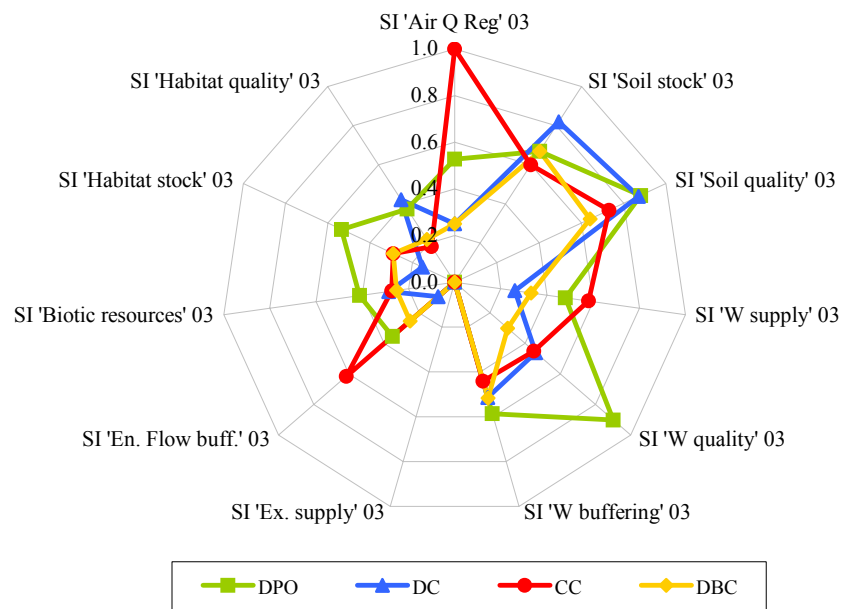 SI 'Air Q Reg' 03
1.0
SI 'Habitat quality' 03
SI 'Soil stock' 03
0.8
0.6
SI 'Habitat stock' 03
SI 'Soil quality' 03
0.4
0.2
0.0
SI 'Biotic resources' 03
SI 'W supply' 03
SI 'En. Flow buff.' 03
SI 'W quality' 03
SI 'Ex. supply' 03
SI 'W buffering' 03
DPO DC CC DBC